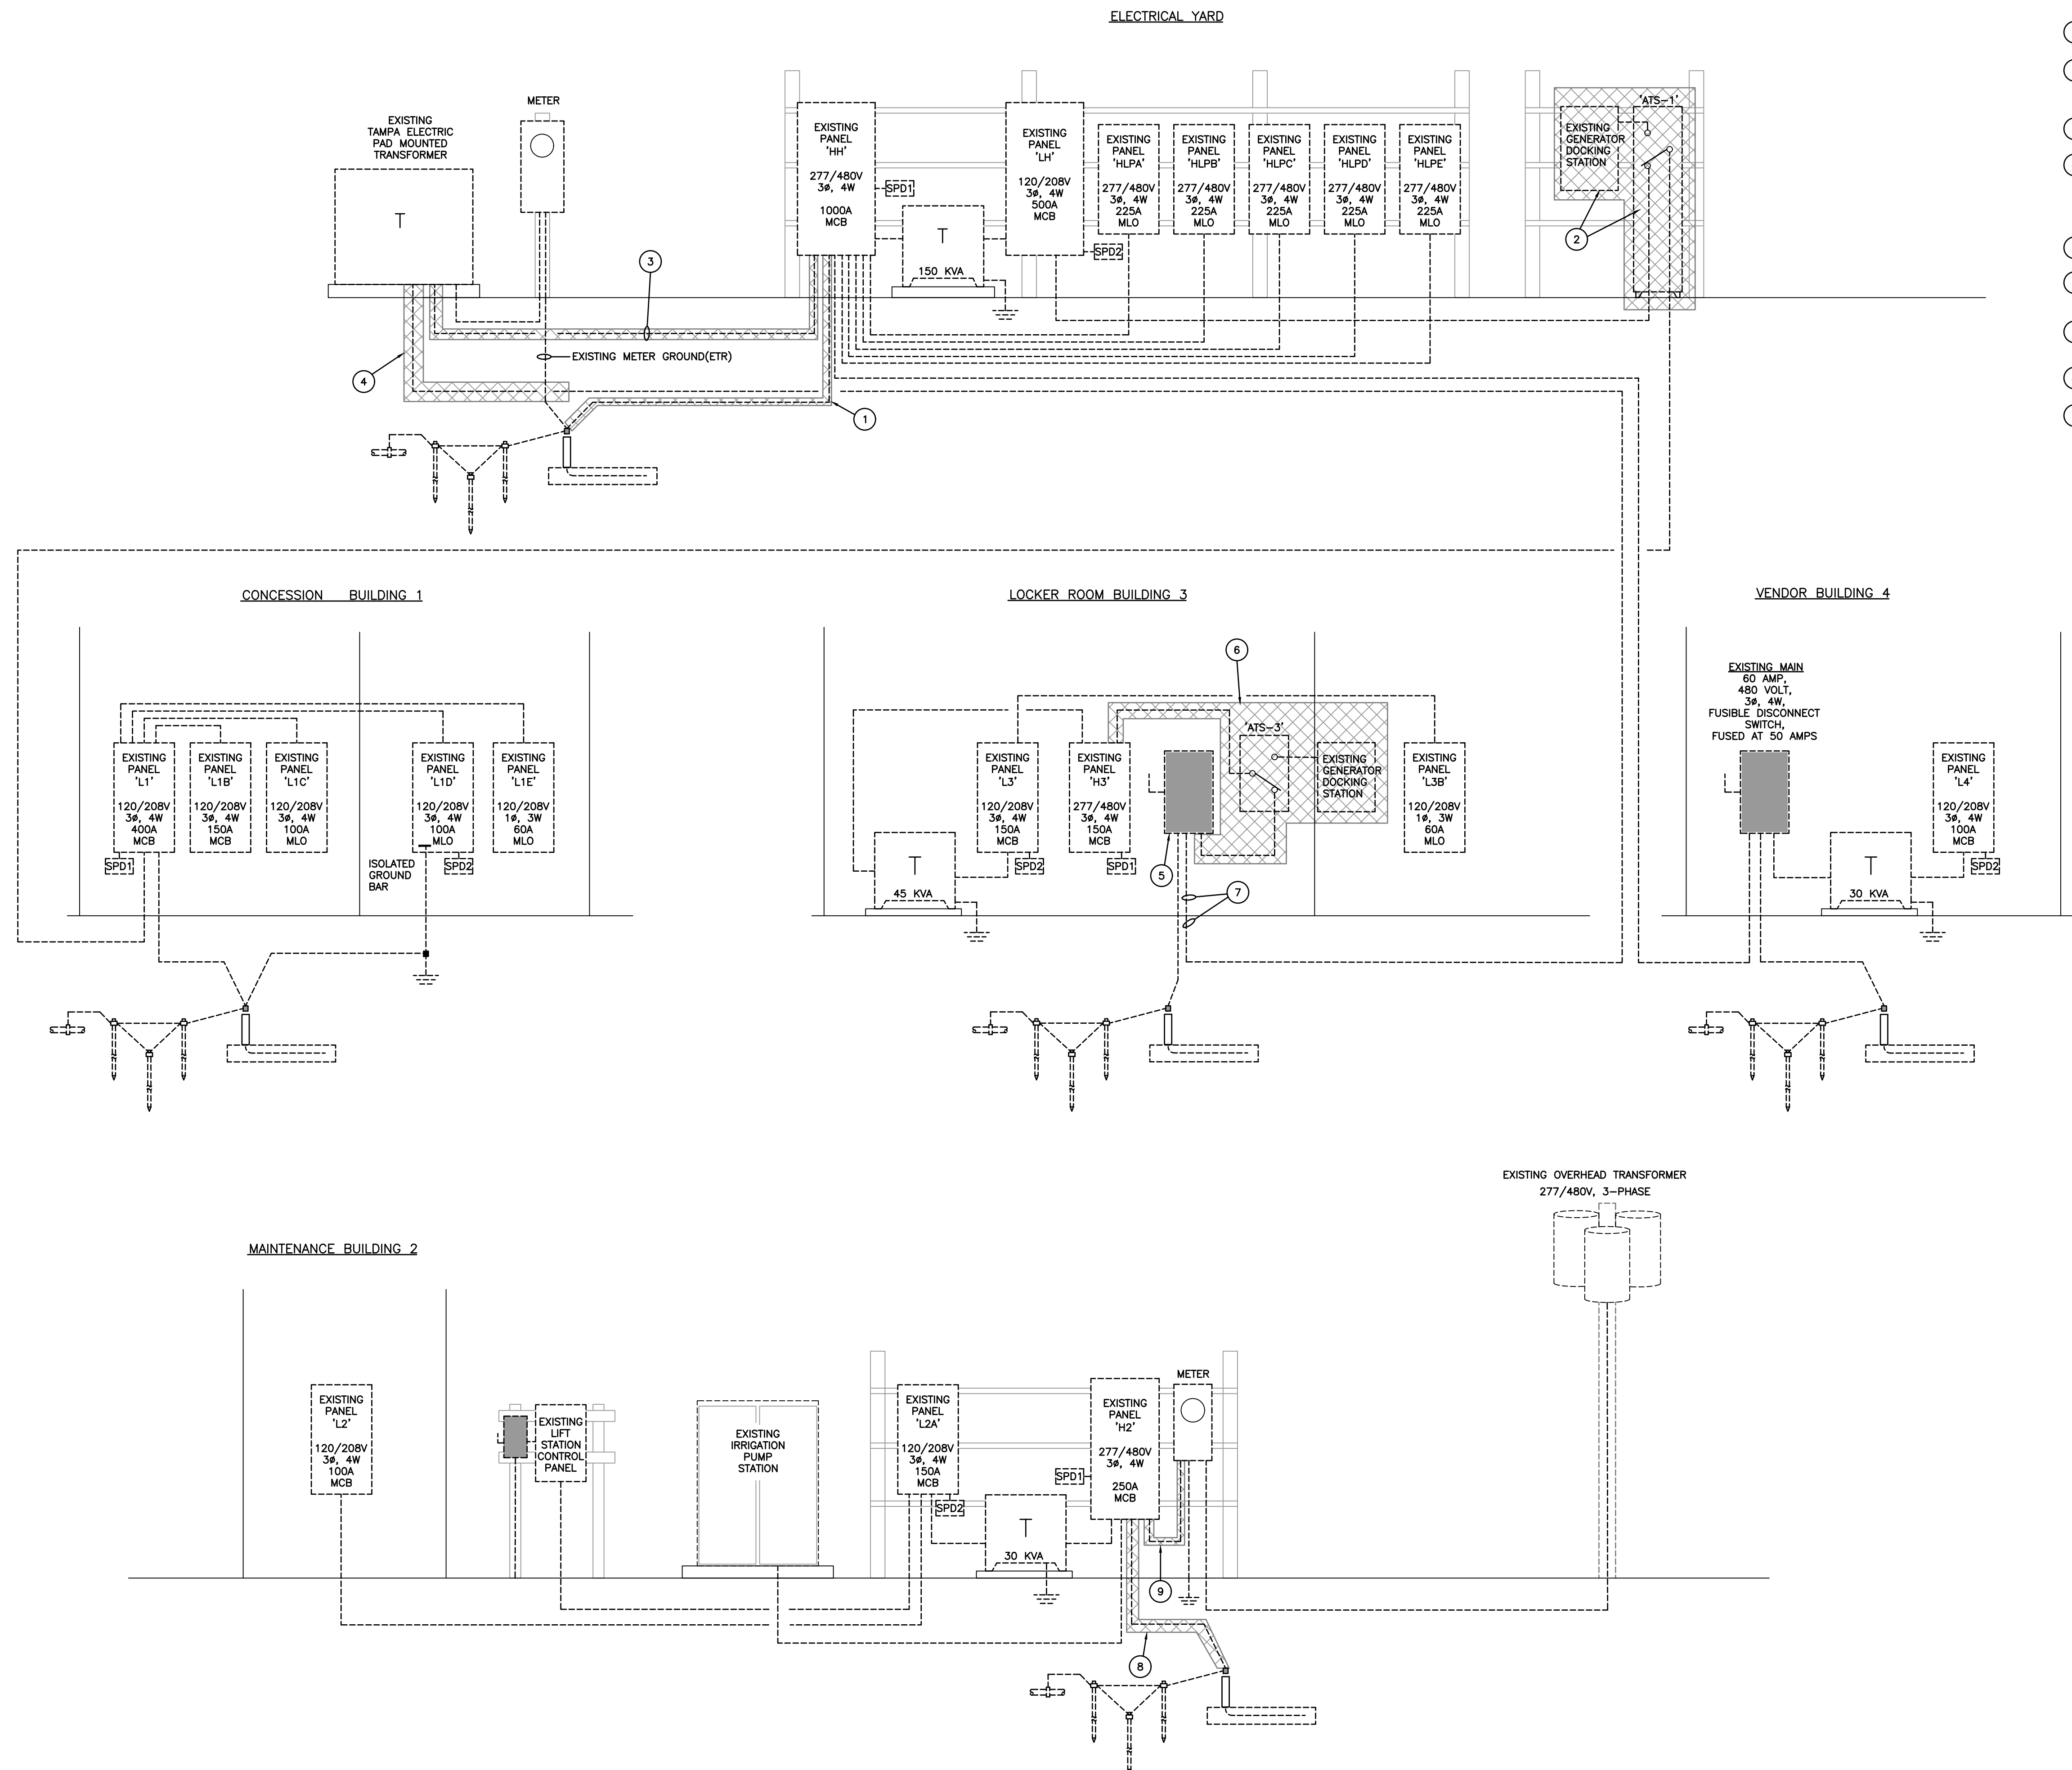 ELECTRICAL YARD
EXISTING
TAMPA ELECTRIC
PAD MOUNTED
TRANSFORMER
T
METER
EXISTING
PANEL
'HH'
277/480V
3ø, 4W
1000A
MCB
SPD1
T
150 KVA
EXISTING
PANEL
'LH'
120/208V
3ø, 4W
500A
MCB
SPD2
EXISTING
PANEL
'HLPA'
277/480V
3ø, 4W
225A
MLO
EXISTING
PANEL
'HLPB'
277/480V
3ø, 4W
225A
MLO
EXISTING
PANEL
'HLPC'
277/480V
3ø, 4W
225A
MLO
EXISTING
PANEL
'HLPD'
277/480V
3ø, 4W
225A
MLO
EXISTING
PANEL
'HLPE'
277/480V
3ø, 4W
225A
MLO
'ATS-1'
EXISTING
GENERATOR
DOCKING
STATION
2
3
EXISTING METER GROUND(ETR)
4
1
CONCESSION BUILDING 1
EXISTING
PANEL
'L1'
120/208V
3ø, 4W
400A
MCB
SPD1
EXISTING
PANEL
'L1B'
120/208V
3ø, 4W
150A
MCB
EXISTING
PANEL
'L1C'
120/208V
3ø, 4W
100A
MLO
EXISTING
PANEL
'L1D'
120/208V
3ø, 4W
100A
MLO
SPD2
ISOLATED
GROUND
BAR
EXISTING
PANEL
'L1E'
120/208V
1ø, 3W
60A
MLO
LOCKER ROOM BUILDING 3
6
T
45 KVA
EXISTING
PANEL
'L3'
120/208V
3ø, 4W
150A
MCB
SPD2
EXISTING
PANEL
'H3'
277/480V
3ø, 4W
150A
MCB
SPD1
5
7
'ATS-3'
EXISTING
GENERATOR
DOCKING
STATION
EXISTING
PANEL
'L3B'
120/208V
1ø, 3W
60A
MLO
VENDOR BUILDING 4
EXISTING MAIN
60 AMP,
480 VOLT,
3ø, 4W,
FUSIBLE DISCONNECT
SWITCH,
FUSED AT 50 AMPS
T
30 KVA
EXISTING
PANEL
'L4'
120/208V
3ø, 4W
100A
MCB
SPD2
EXISTING OVERHEAD TRANSFORMER
277/480V, 3-PHASE
MAINTENANCE BUILDING 2
EXISTING
PANEL
'L2'
120/208V
3ø, 4W
100A
MCB
EXISTING
LIFT
STATION
CONTROL
PANEL
EXISTING
IRRIGATION
PUMP
STATION
EXISTING
PANEL
'L2A'
120/208V
3ø, 4W
150A
MCB
SPD2
T
30 KVA
SPD1
EXISTING
PANEL
'H2'
277/480V
3ø, 4W
250A
MCB
METER
9
8